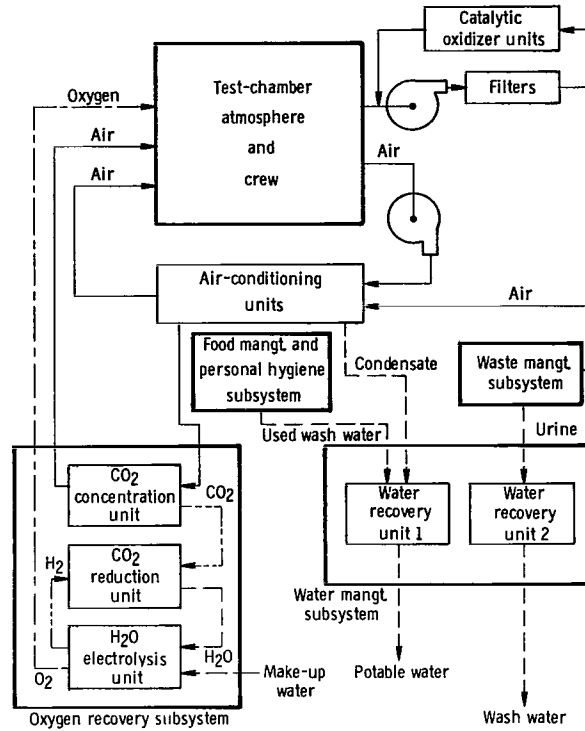 Catalytic
oxidizer units
Oxygen
Test-chamber
atmosphere
and
crew
Filters
Air
Air
Air
Air-conditioning
units
Air
Food mangt. and
personal hygiene
subsystem
Condensate
Waste mangt.
subsystem
Used wash water
Urine
CO2
concentration
unit
CO2
Water
recovery
unit 1
Water
recovery
unit 2
H2
CO2
reduction
unit
Water mangt.
subsystem
H2O
electrolysis
unit
H2O
O2
Make-up
water
Potable water
Oxygen recovery subsystem
Wash water